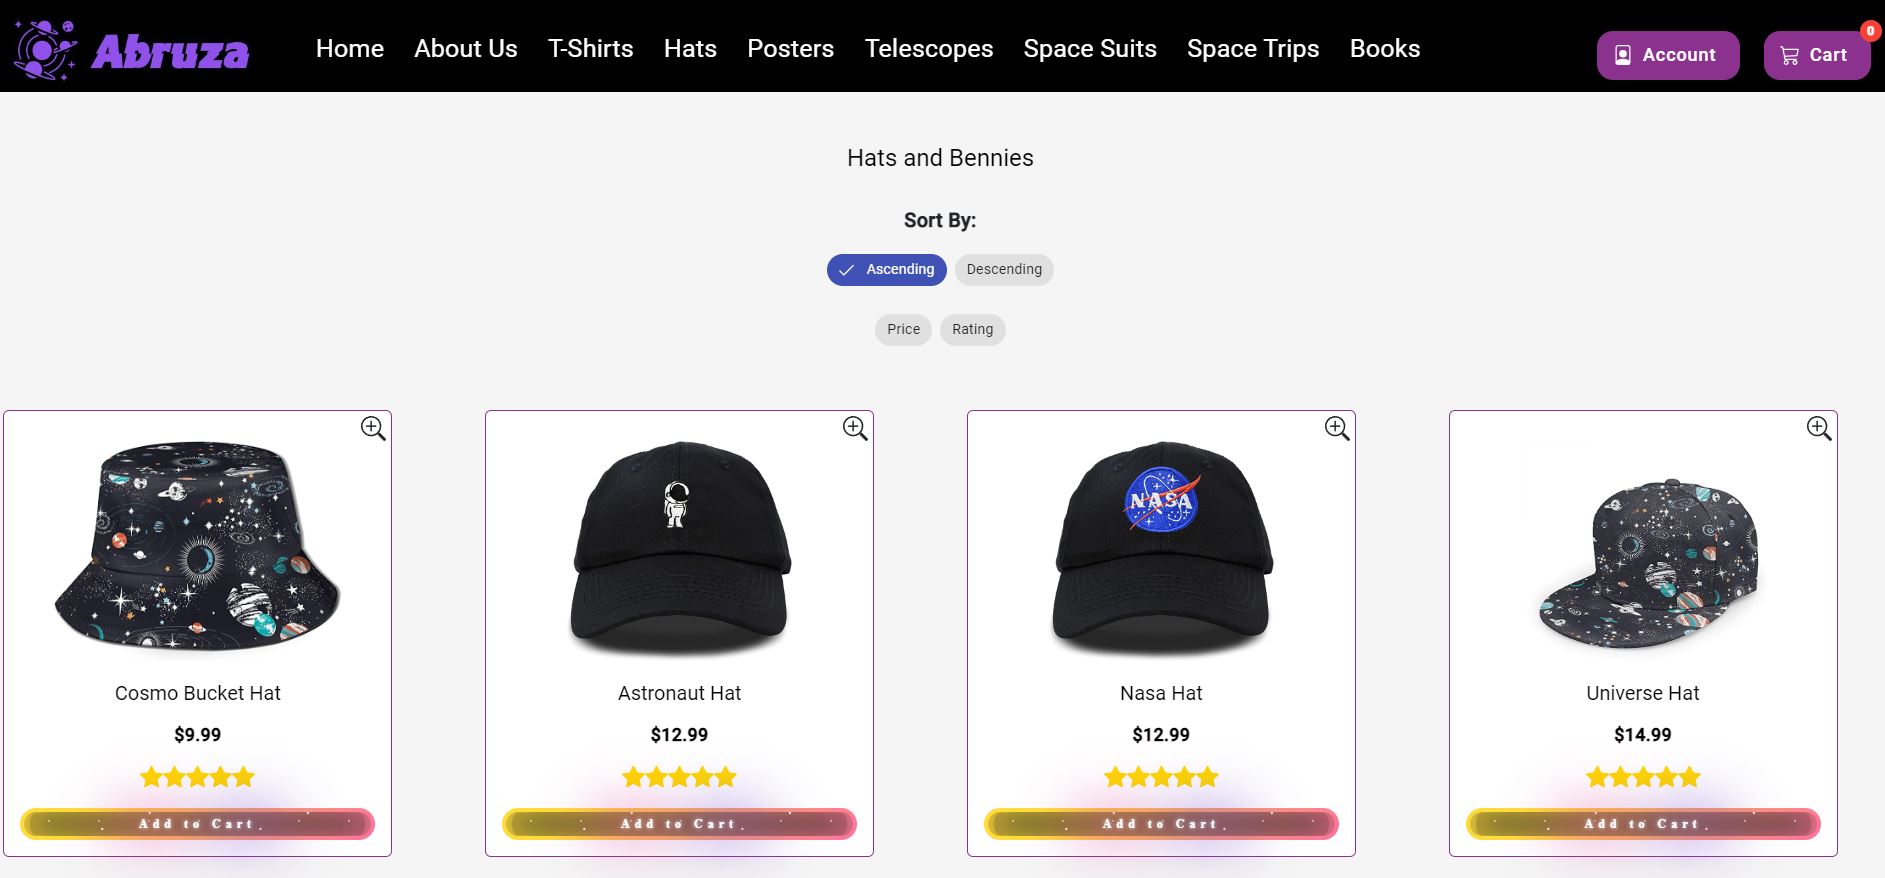 Abruza Home About Us T-Shirts Hats Posters Telescopes Space Suits Space Trips Books Account Cart 0
Hats and Bennies
Sort By:
Ascending Descending
Price Rating
NASA
Cosmo Bucket Hat Astronaut Hat Nasa Hat Universe Hat
$9.99 $12.99 $12.99 $14.99
Add to Cart Add to Cart Add to Cart Add to Cart